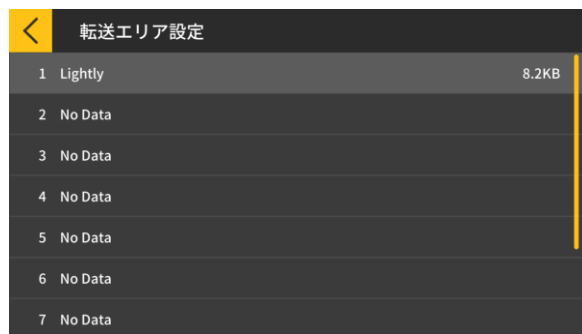 転送エリア設定
1 Lightly 8.2KB
2 No Data
3 No Data
4 No Data
5 No Data
6 No Data
7 No Data